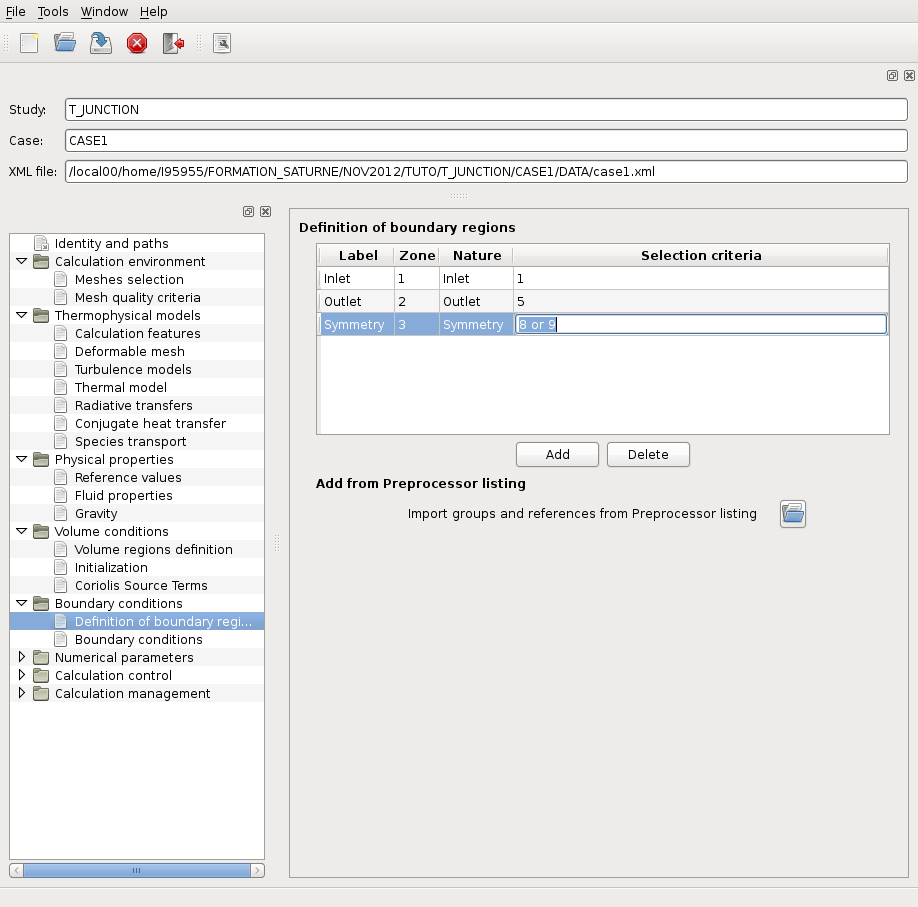 File Tools Window Help
Study: T_JUNCTION
Case: CASE1
XML file: /local00/home/I95955/FORMATION_SATURNE/NOV2012/TUTO/T_JUNCTION/CASE1/DATA/case1.xml
Identity and paths
Calculation environment
Meshes selection
Mesh quality criteria
Thermophysical models
Calculation features
Deformable mesh
Turbulence models
Thermal model
Radiative transfers
Conjugate heat transfer
Species transport
Physical properties
Reference values
Fluid properties
Gravity
Volume conditions
Volume regions definition
Initialization
Coriolis Source Terms
Boundary conditions
Definition of boundary regi...
Boundary conditions
Numerical parameters
Calculation control
Calculation management
Definition of boundary regions
Label Zone Nature Selection criteria
Inlet 1 Inlet 1
Outlet 2 Outlet 5
Symmetry 3 Symmetry 8 or 9
Add Delete
Add from Preprocessor listing
Import groups and references from Preprocessor listing